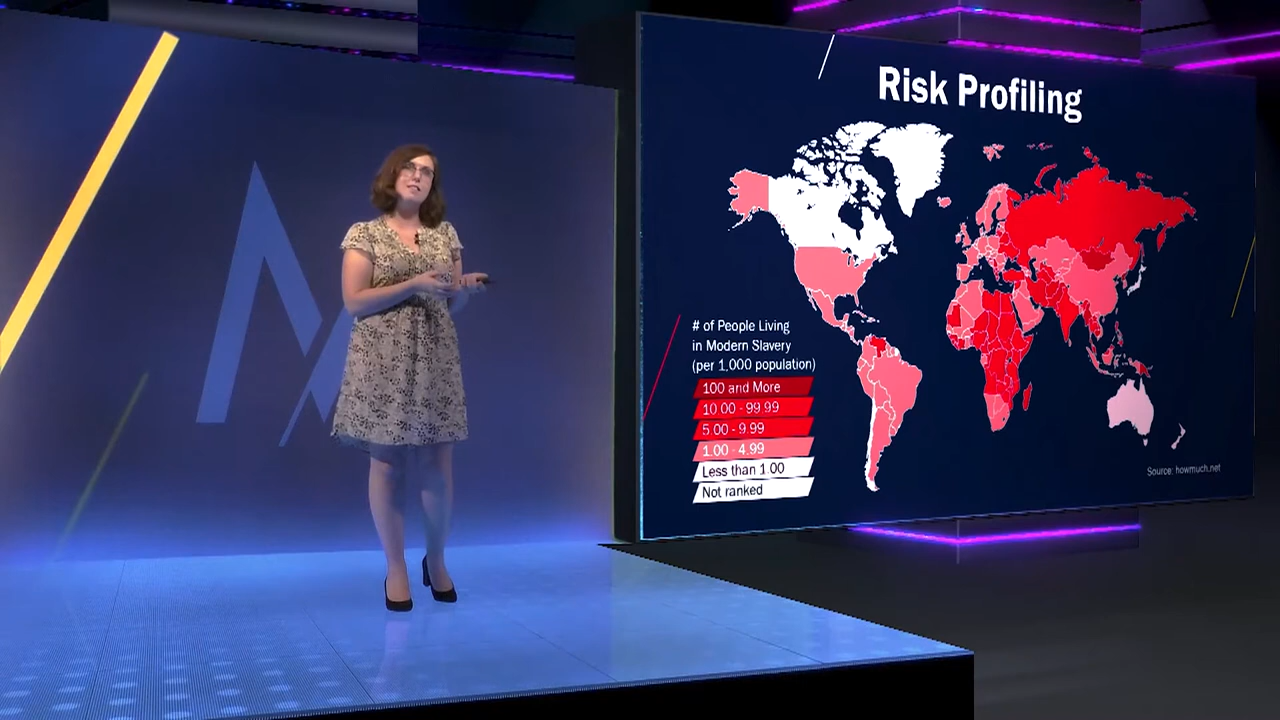 Risk Profiling
# of People Living
in Modern Slavery
(per 1,000 population)
100 and More
10.00 - 99.99
5.00 - 9.99
1.00 - 4.99
Less than 1.00
Not ranked
Source: howmuch.net